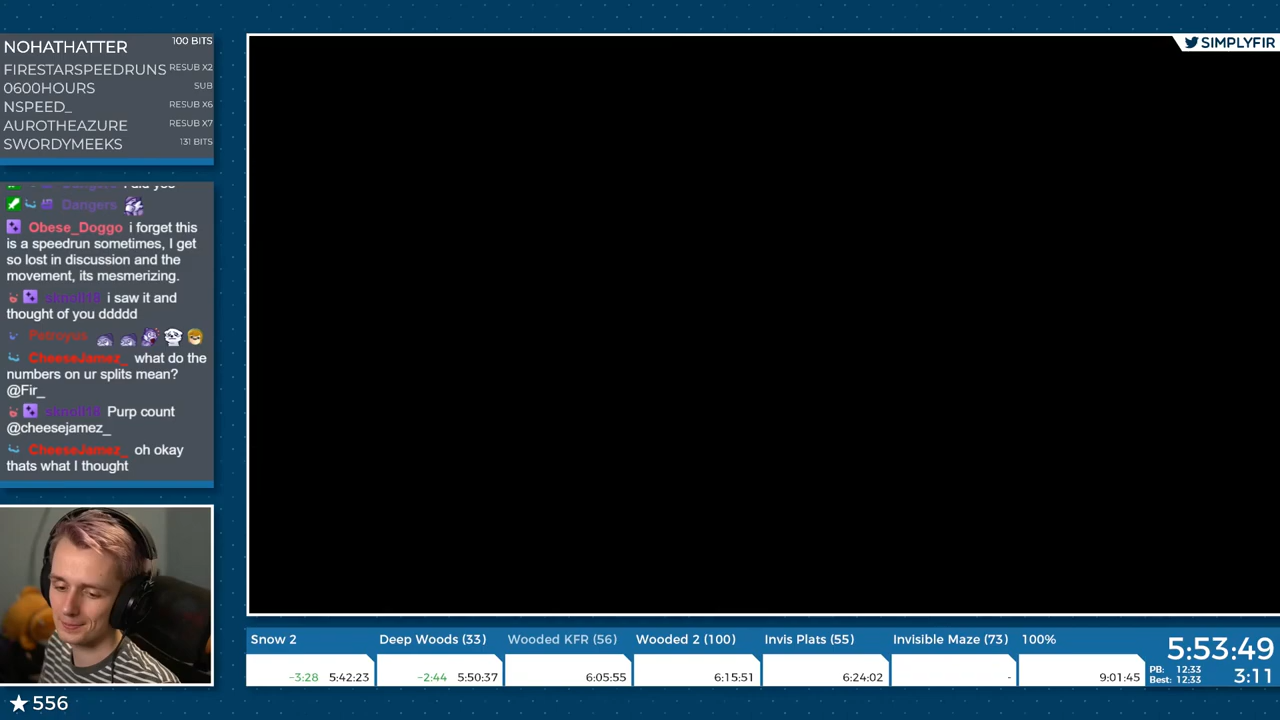 NOHATHATTER 100 BITS
FIRESTARSPEEDRUNS RESUB X2
0600HOURS SUB
NSPEED_ RESUB X6
AUROTHEAZURE RESUB X7
SWORDYMEEKS 131 BITS
Dangers
Obese_Doggo i forget this
is a speedrun sometimes, I get
so lost in discussion and the
movement, its mesmerizing.
i saw it and
thought of you ddddd
Petroyus
CheeseJamez_ what do the
numbers on ur splits mean?
@Fir_
Purp count
@cheesejamez_
CheeseJamez_ oh okay
thats what I thought
SIMPLYFIR
Snow 2
−3:28 5:42:23
Deep Woods (33)
−2:44 5:50:37
Wooded KFR (56)
6:05:55
Wooded 2 (100)
6:15:51
Invis Plats (55)
6:24:02
Invisible Maze (73)
-
100%
9:01:45
5:53:49
PB: 12:33
Best: 12:33
3:11
★ 556